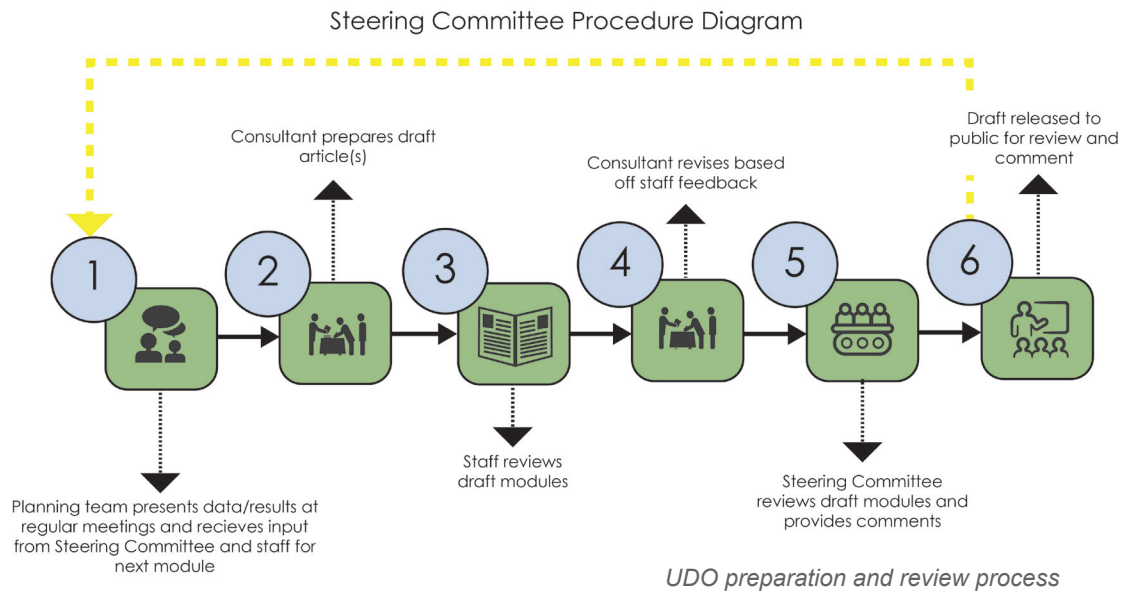 Steering Committee Procedure Diagram
Consultant prepares draft
article(s)
Consultant revises based
off staff feedback
Draft released to
public for review and
comment
1
2
3
4
5
6
Planning team presents data/results at
regular meetings and recieves input
from Steering Committee and staff for
next module
Staff reviews
draft modules
Steering Committee
reviews draft modules and
provides comments
UDO preparation and review process